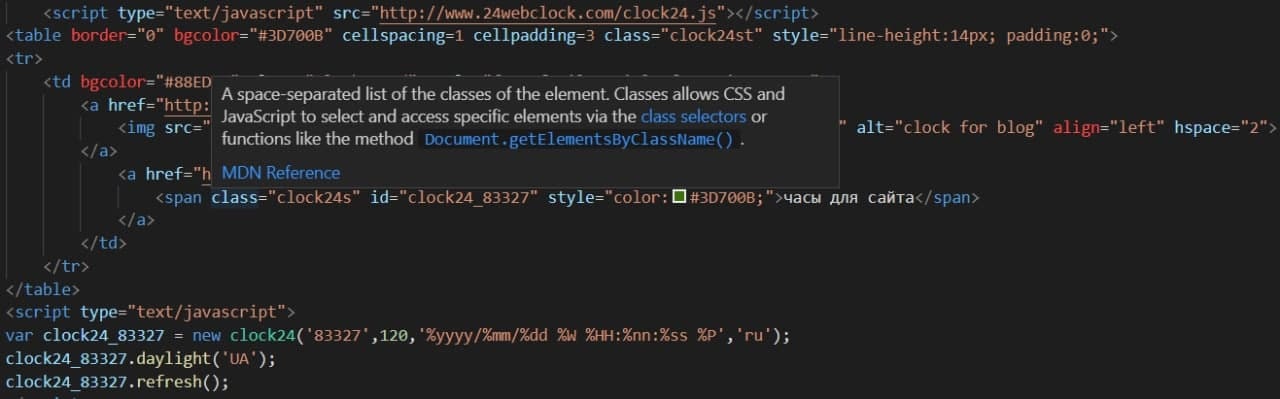 <script type="text/javascript" src="http://www.24webclock.com/clock24.js"></script>
<table border="0" bgcolor="#3D700B" cellspacing=1 cellpadding=3 class="clock24st" style="line-height:14px; padding:0;">
<tr>
<td bgcolor="#88ED
<a href="http:
A space-separated list of the classes of the element. Classes allows CSS and
JavaScript to select and access specific elements via the class selectors or
<img src=" " alt="clock for blog" align="left" hspace="2">
functions like the method Document.getElementsByClassName() .
</a>
<a href="h
MDN Reference
<span class="clock24s" id="clock24_83327" style="color:#3D700B;">часы для сайта</span>
</a>
</td>
</tr>
</table>
<script type="text/javascript">
var clock24_83327 = new clock24('83327',120,'%yyyy/%mm/%dd %W %HH:%nn:%ss %P','ru');
clock24_83327.daylight('UA');
clock24_83327.refresh();